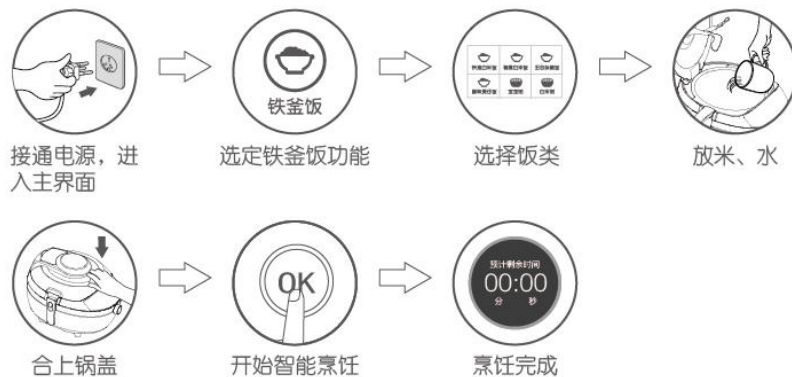 铁釜饭
接通电源，进
入主界面
选定铁釜饭功能
选择饭类
放米、水
OK
预计剩余时间
00:00
分 秒
合上锅盖
开始智能烹饪
烹饪完成